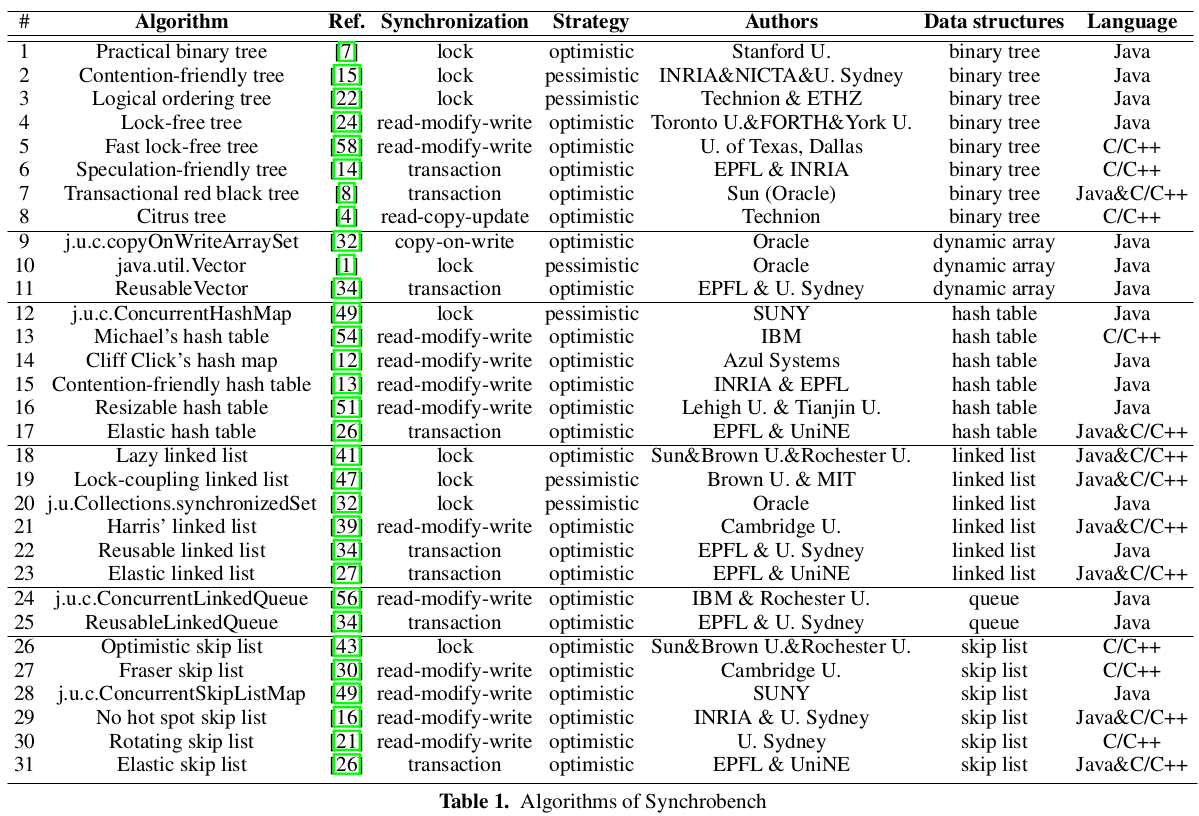 # Algorithm Ref. Synchronization Strategy Authors Data structures Language
1 Practical binary tree [7] lock optimistic Stanford U. binary tree Java
2 Contention-friendly tree [15] lock pessimistic INRIA&NICTA&U. Sydney binary tree Java
3 Logical ordering tree [22] lock pessimistic Technion & ETHZ binary tree Java
4 Lock-free tree [24] read-modify-write optimistic Toronto U.&FORTH&York U. binary tree Java
5 Fast lock-free tree [58] read-modify-write optimistic U. of Texas, Dallas binary tree C/C++
6 Speculation-friendly tree [14] transaction optimistic EPFL & INRIA binary tree C/C++
7 Transactional red black tree [8] transaction optimistic Sun (Oracle) binary tree Java&C/C++
8 Citrus tree [4] read-copy-update optimistic Technion binary tree C/C++
9 j.u.c.copyOnWriteArraySet [32] copy-on-write optimistic Oracle dynamic array Java
10 java.util.Vector [1] lock pessimistic Oracle dynamic array Java
11 ReusableVector [34] transaction optimistic EPFL & U. Sydney dynamic array Java
12 j.u.c.ConcurrentHashMap [49] lock pessimistic SUNY hash table Java
13 Michael's hash table [54] read-modify-write optimistic IBM hash table C/C++
14 Cliff Click's hash map [12] read-modify-write optimistic Azul Systems hash table Java
15 Contention-friendly hash table [13] read-modify-write optimistic INRIA & EPFL hash table Java
16 Resizable hash table [51] read-modify-write optimistic Lehigh U. & Tianjin U. hash table Java
17 Elastic hash table [26] transaction optimistic EPFL & UniNE hash table Java&C/C++
18 Lazy linked list [41] lock optimistic Sun&Brown U.&Rochester U. linked list Java&C/C++
19 Lock-coupling linked list [47] lock pessimistic Brown U. & MIT linked list Java&C/C++
20 j.u.Collections.synchronizedSet [32] lock pessimistic Oracle linked list Java
21 Harris' linked list [39] read-modify-write optimistic Cambridge U. linked list Java&C/C++
22 Reusable linked list [34] transaction optimistic EPFL & U. Sydney linked list Java
23 Elastic linked list [27] transaction optimistic EPFL & UniNE linked list Java&C/C++
24 j.u.c.ConcurrentLinkedQueue [56] read-modify-write optimistic IBM & Rochester U. queue Java
25 ReusableLinkedQueue [34] transaction optimistic EPFL & U. Sydney queue Java
26 Optimistic skip list [43] lock optimistic Sun&Brown U.&Rochester U. skip list C/C++
27 Fraser skip list [30] read-modify-write optimistic Cambridge U. skip list C/C++
28 j.u.c.ConcurrentSkipListMap [49] read-modify-write optimistic SUNY skip list Java
29 No hot spot skip list [16] read-modify-write optimistic INRIA & U. Sydney skip list Java&C/C++
30 Rotating skip list [21] read-modify-write optimistic U. Sydney skip list C/C++
31 Elastic skip list [26] transaction optimistic EPFL & UniNE skip list Java&C/C++
Table 1. Algorithms of Synchrobench